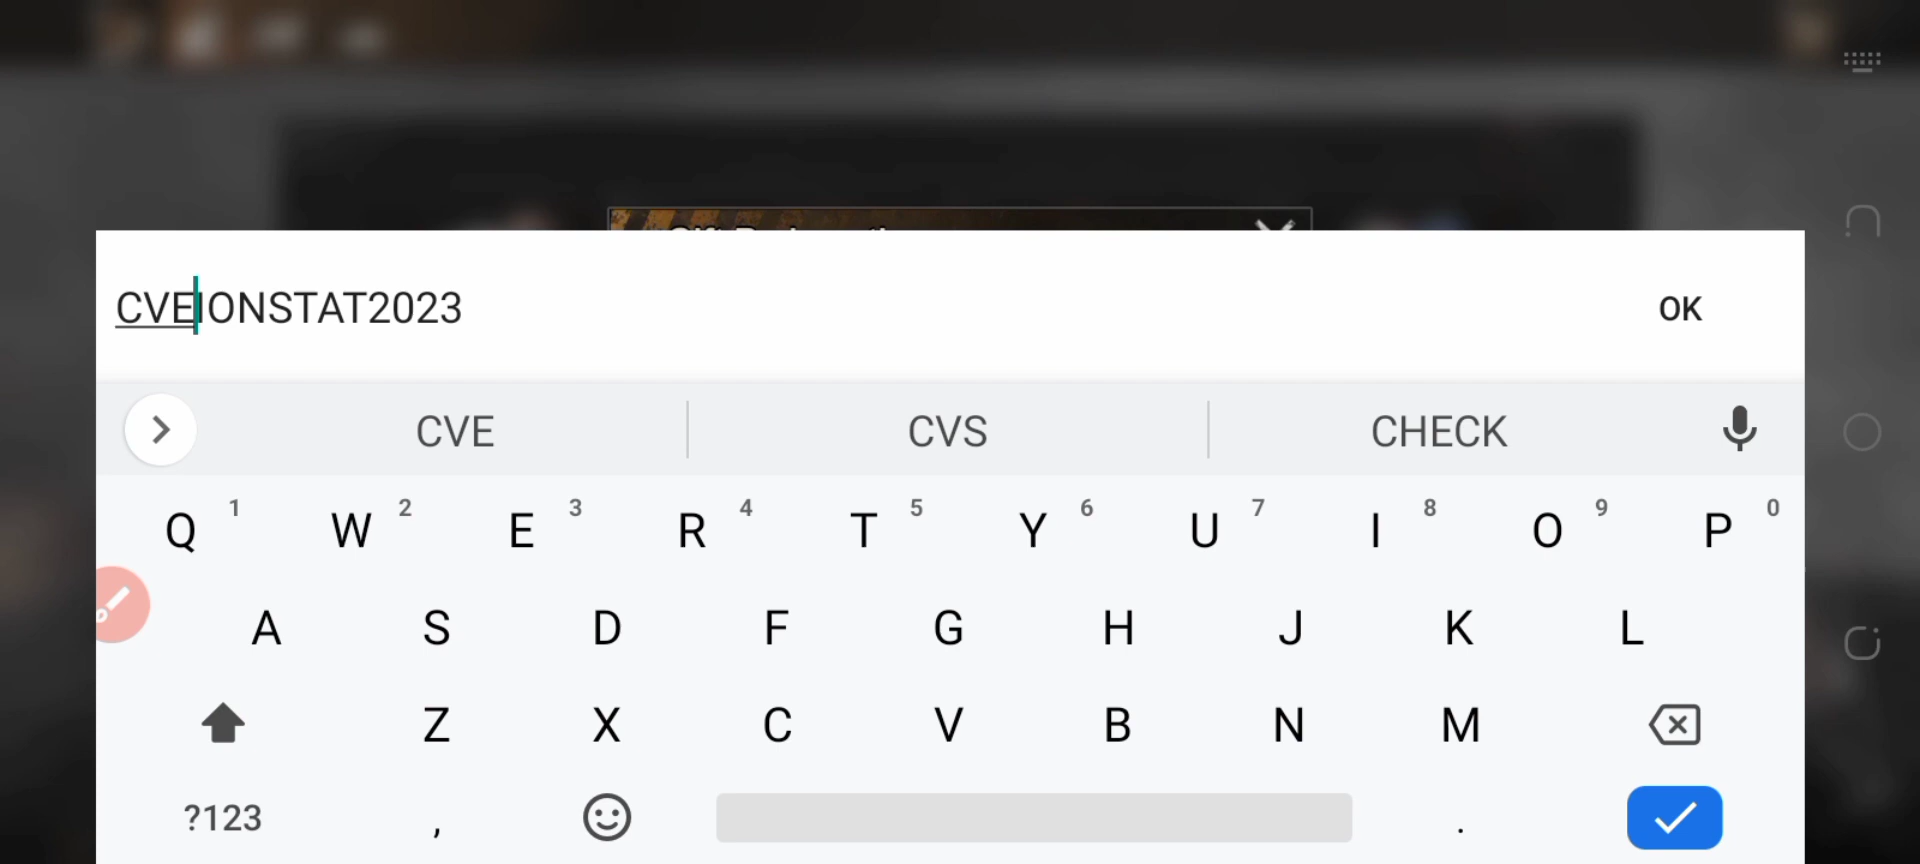 CVEIONSTAT2023
OK
CVE CVS CHECK
Q 1 W 2 E 3 R 4 T 5 Y 6 U 7 I 8 O 9 P 0
A S D F G H J K L
Z X C V B N M
?123 , .